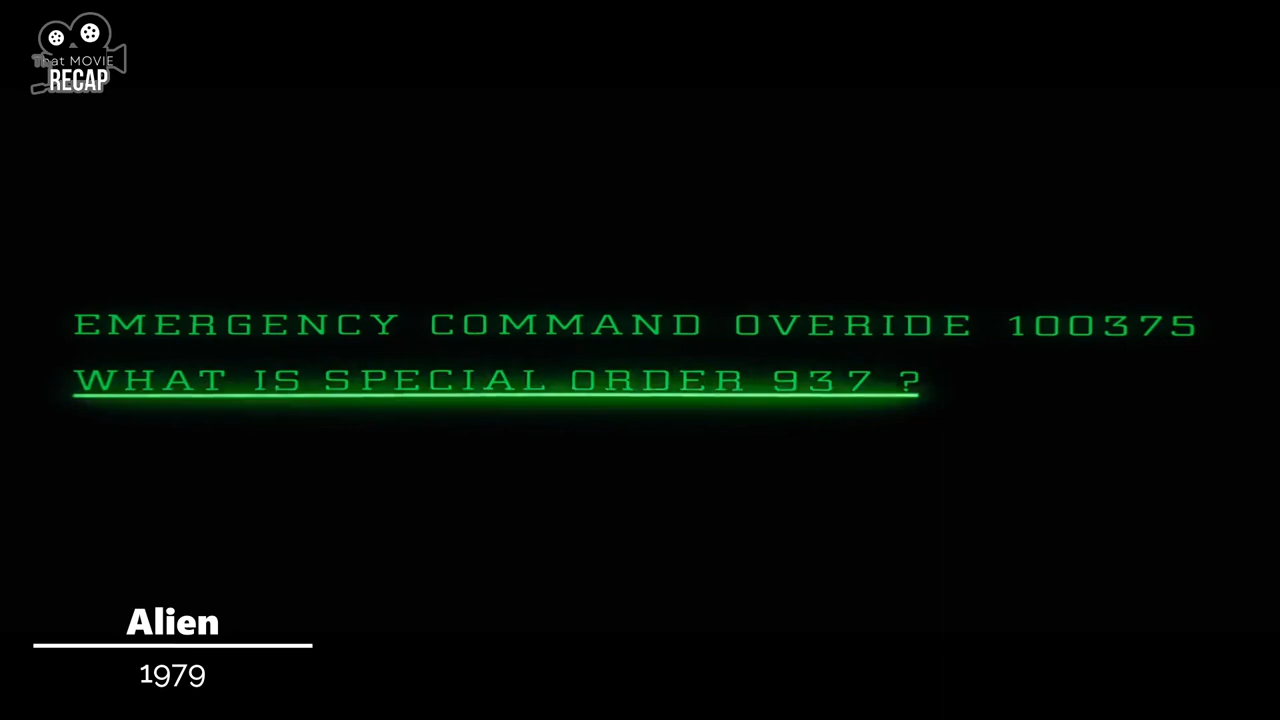 That MOVIE
RECAP
EMERGENCY COMMAND OVERIDE 100375
WHAT IS SPECIAL ORDER 937 ?
Alien
1979